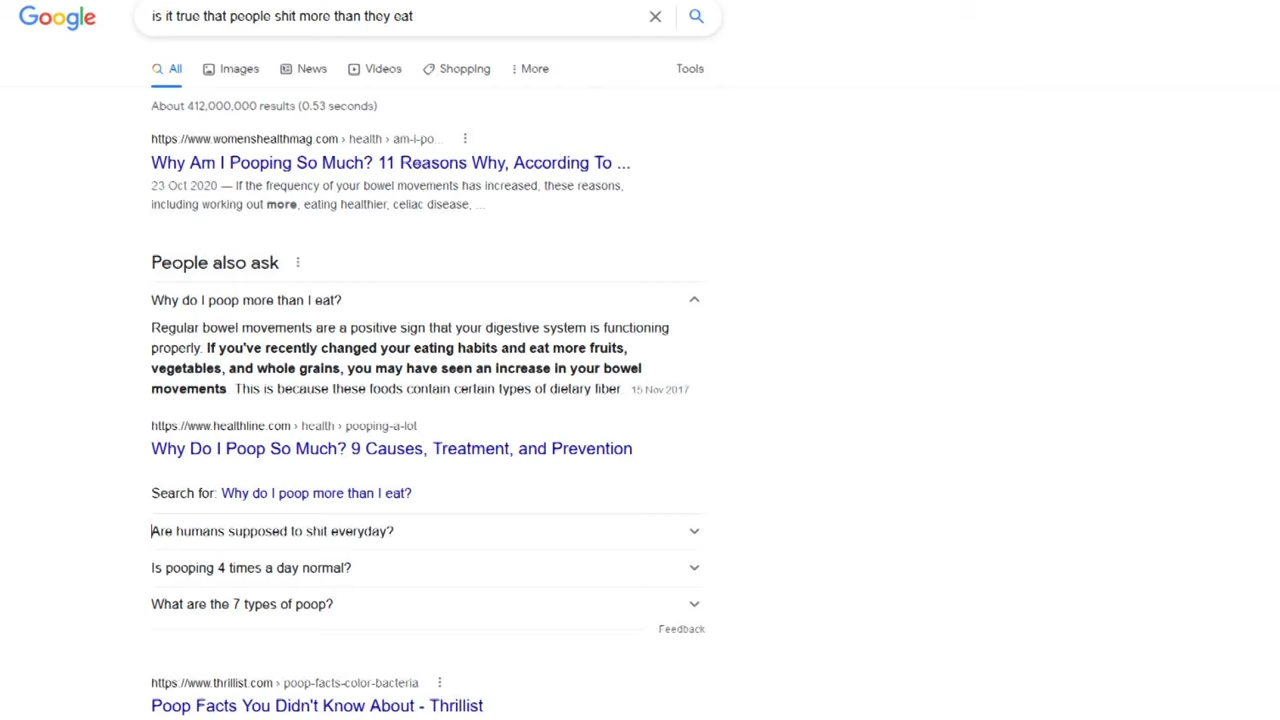 Google
is it true that people shit more than they eat
All Images News Videos Shopping More Tools
About 412,000,000 results (0.53 seconds)
https://www.womenshealthmag.com › health › am-i-po...
Why Am I Pooping So Much? 11 Reasons Why, According To ...
23 Oct 2020 — If the frequency of your bowel movements has increased, these reasons,
including working out more, eating healthier, celiac disease, ...
People also ask
Why do I poop more than I eat?
Regular bowel movements are a positive sign that your digestive system is functioning
properly. If you've recently changed your eating habits and eat more fruits,
vegetables, and whole grains, you may have seen an increase in your bowel
movements. This is because these foods contain certain types of dietary fiber. 15 Nov 2017
https://www.healthline.com › health › pooping-a-lot
Why Do I Poop So Much? 9 Causes, Treatment, and Prevention
Search for: Why do I poop more than I eat?
Are humans supposed to shit everyday?
Is pooping 4 times a day normal?
What are the 7 types of poop?
Feedback
https://www.thrillist.com › poop-facts-color-bacteria
Poop Facts You Didn't Know About - Thrillist